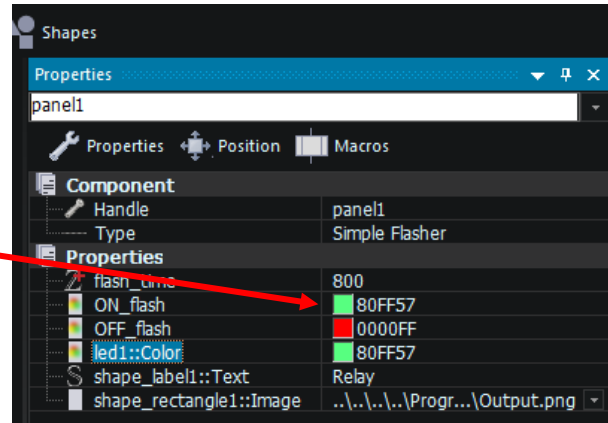 Shapes
Properties
panel1
Properties Position Macros
Component
Handle panel1
Type Simple Flasher
Properties
flash_time 800
ON_flash 80FF57
OFF_flash 0000FF
led1::Color 80FF57
shape_label1::Text Relay
shape_rectangle1::Image ..\..\..\..\Progr...\Output.png